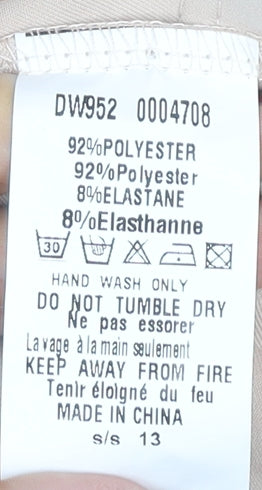 DW952 0004708
92%POLYESTER
92%Polyester
8%ELASTANE
8%Elasthanne
30
HAND WASH ONLY
DO NOT TUMBLE DRY
Ne pas essorer
Lavage à la main seulement
KEEP AWAY FROM FIRE
Tenir éloigné du feu
MADE IN CHINA
s/s 13